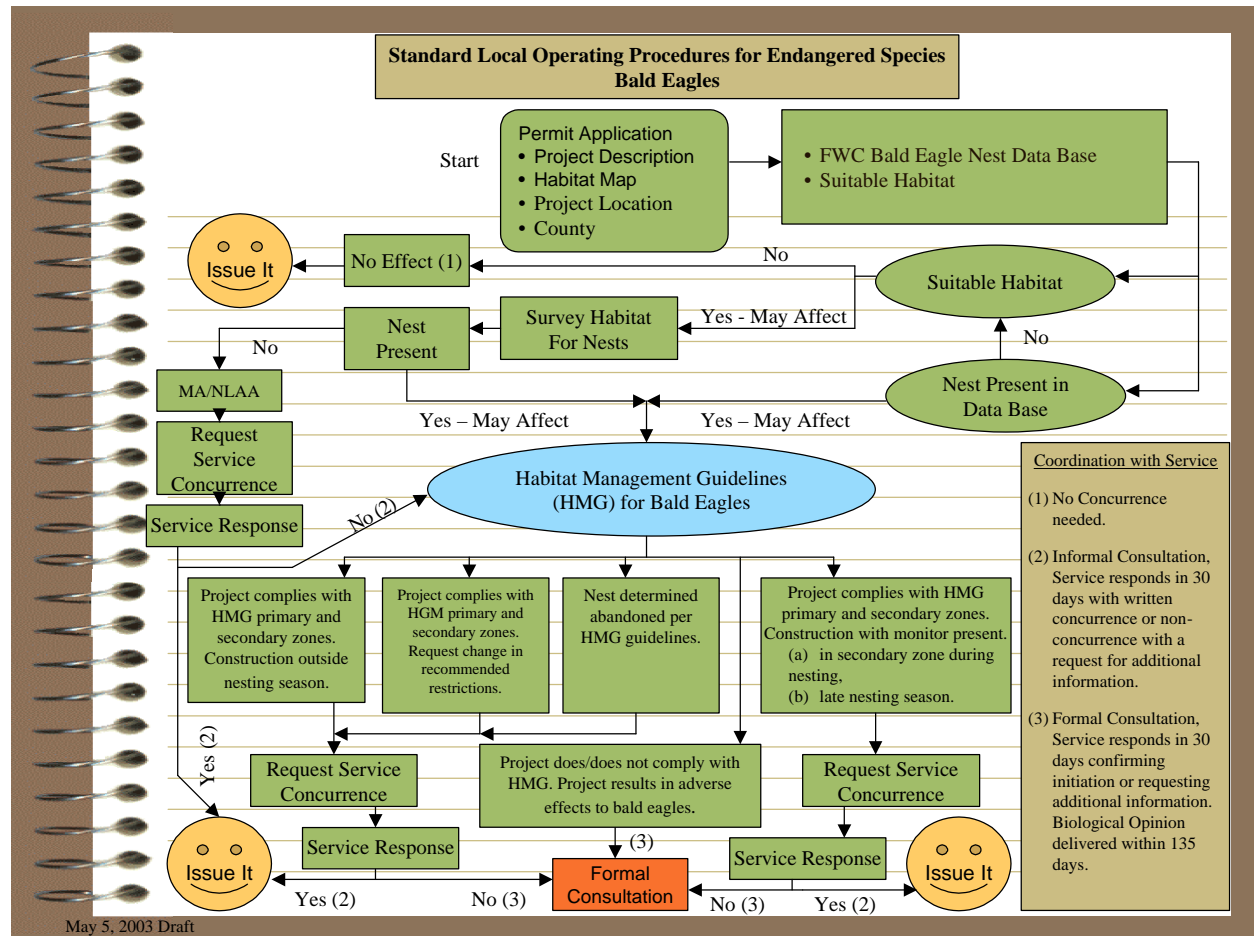 Standard Local Operating Procedures for Endangered Species
Bald Eagles
Start
Permit Application
• Project Description
• Habitat Map
• Project Location
• County
• FWC Bald Eagle Nest Data Base
• Suitable Habitat
Issue It
No Effect (1)
No
Suitable Habitat
Nest
Present
Survey Habitat
For Nests
Yes - May Affect
No
No
MA/NLAA
Nest Present in
Data Base
Yes – May Affect
Yes – May Affect
Request
Service
Concurrence
Service Response
No (2)
Habitat Management Guidelines
(HMG) for Bald Eagles
Project complies with
HMG primary and
secondary zones.
Construction outside
nesting season.
Project complies with
HGM primary and
secondary zones.
Request change in
recommended
restrictions.
Nest determined
abandoned per
HMG guidelines.
Project complies with HMG
primary and secondary zones.
Construction with monitor present.
(a) in secondary zone during
nesting,
(b) late nesting season.
Yes (2)
Request Service
Concurrence
Project does/does not comply with
HMG. Project results in adverse
effects to bald eagles.
Request Service
Concurrence
Service Response
(3)
Service Response
Issue It
Yes (2)
No (3)
Formal
Consultation
No (3)
Yes (2)
Issue It
Coordination with Service
(1) No Concurrence
needed.
(2) Informal Consultation,
Service responds in 30
days with written
concurrence or non-
concurrence with a
request for additional
information.
(3) Formal Consultation,
Service responds in 30
days confirming
initiation or requesting
additional information.
Biological Opinion
delivered within 135
days.
May 5, 2003 Draft